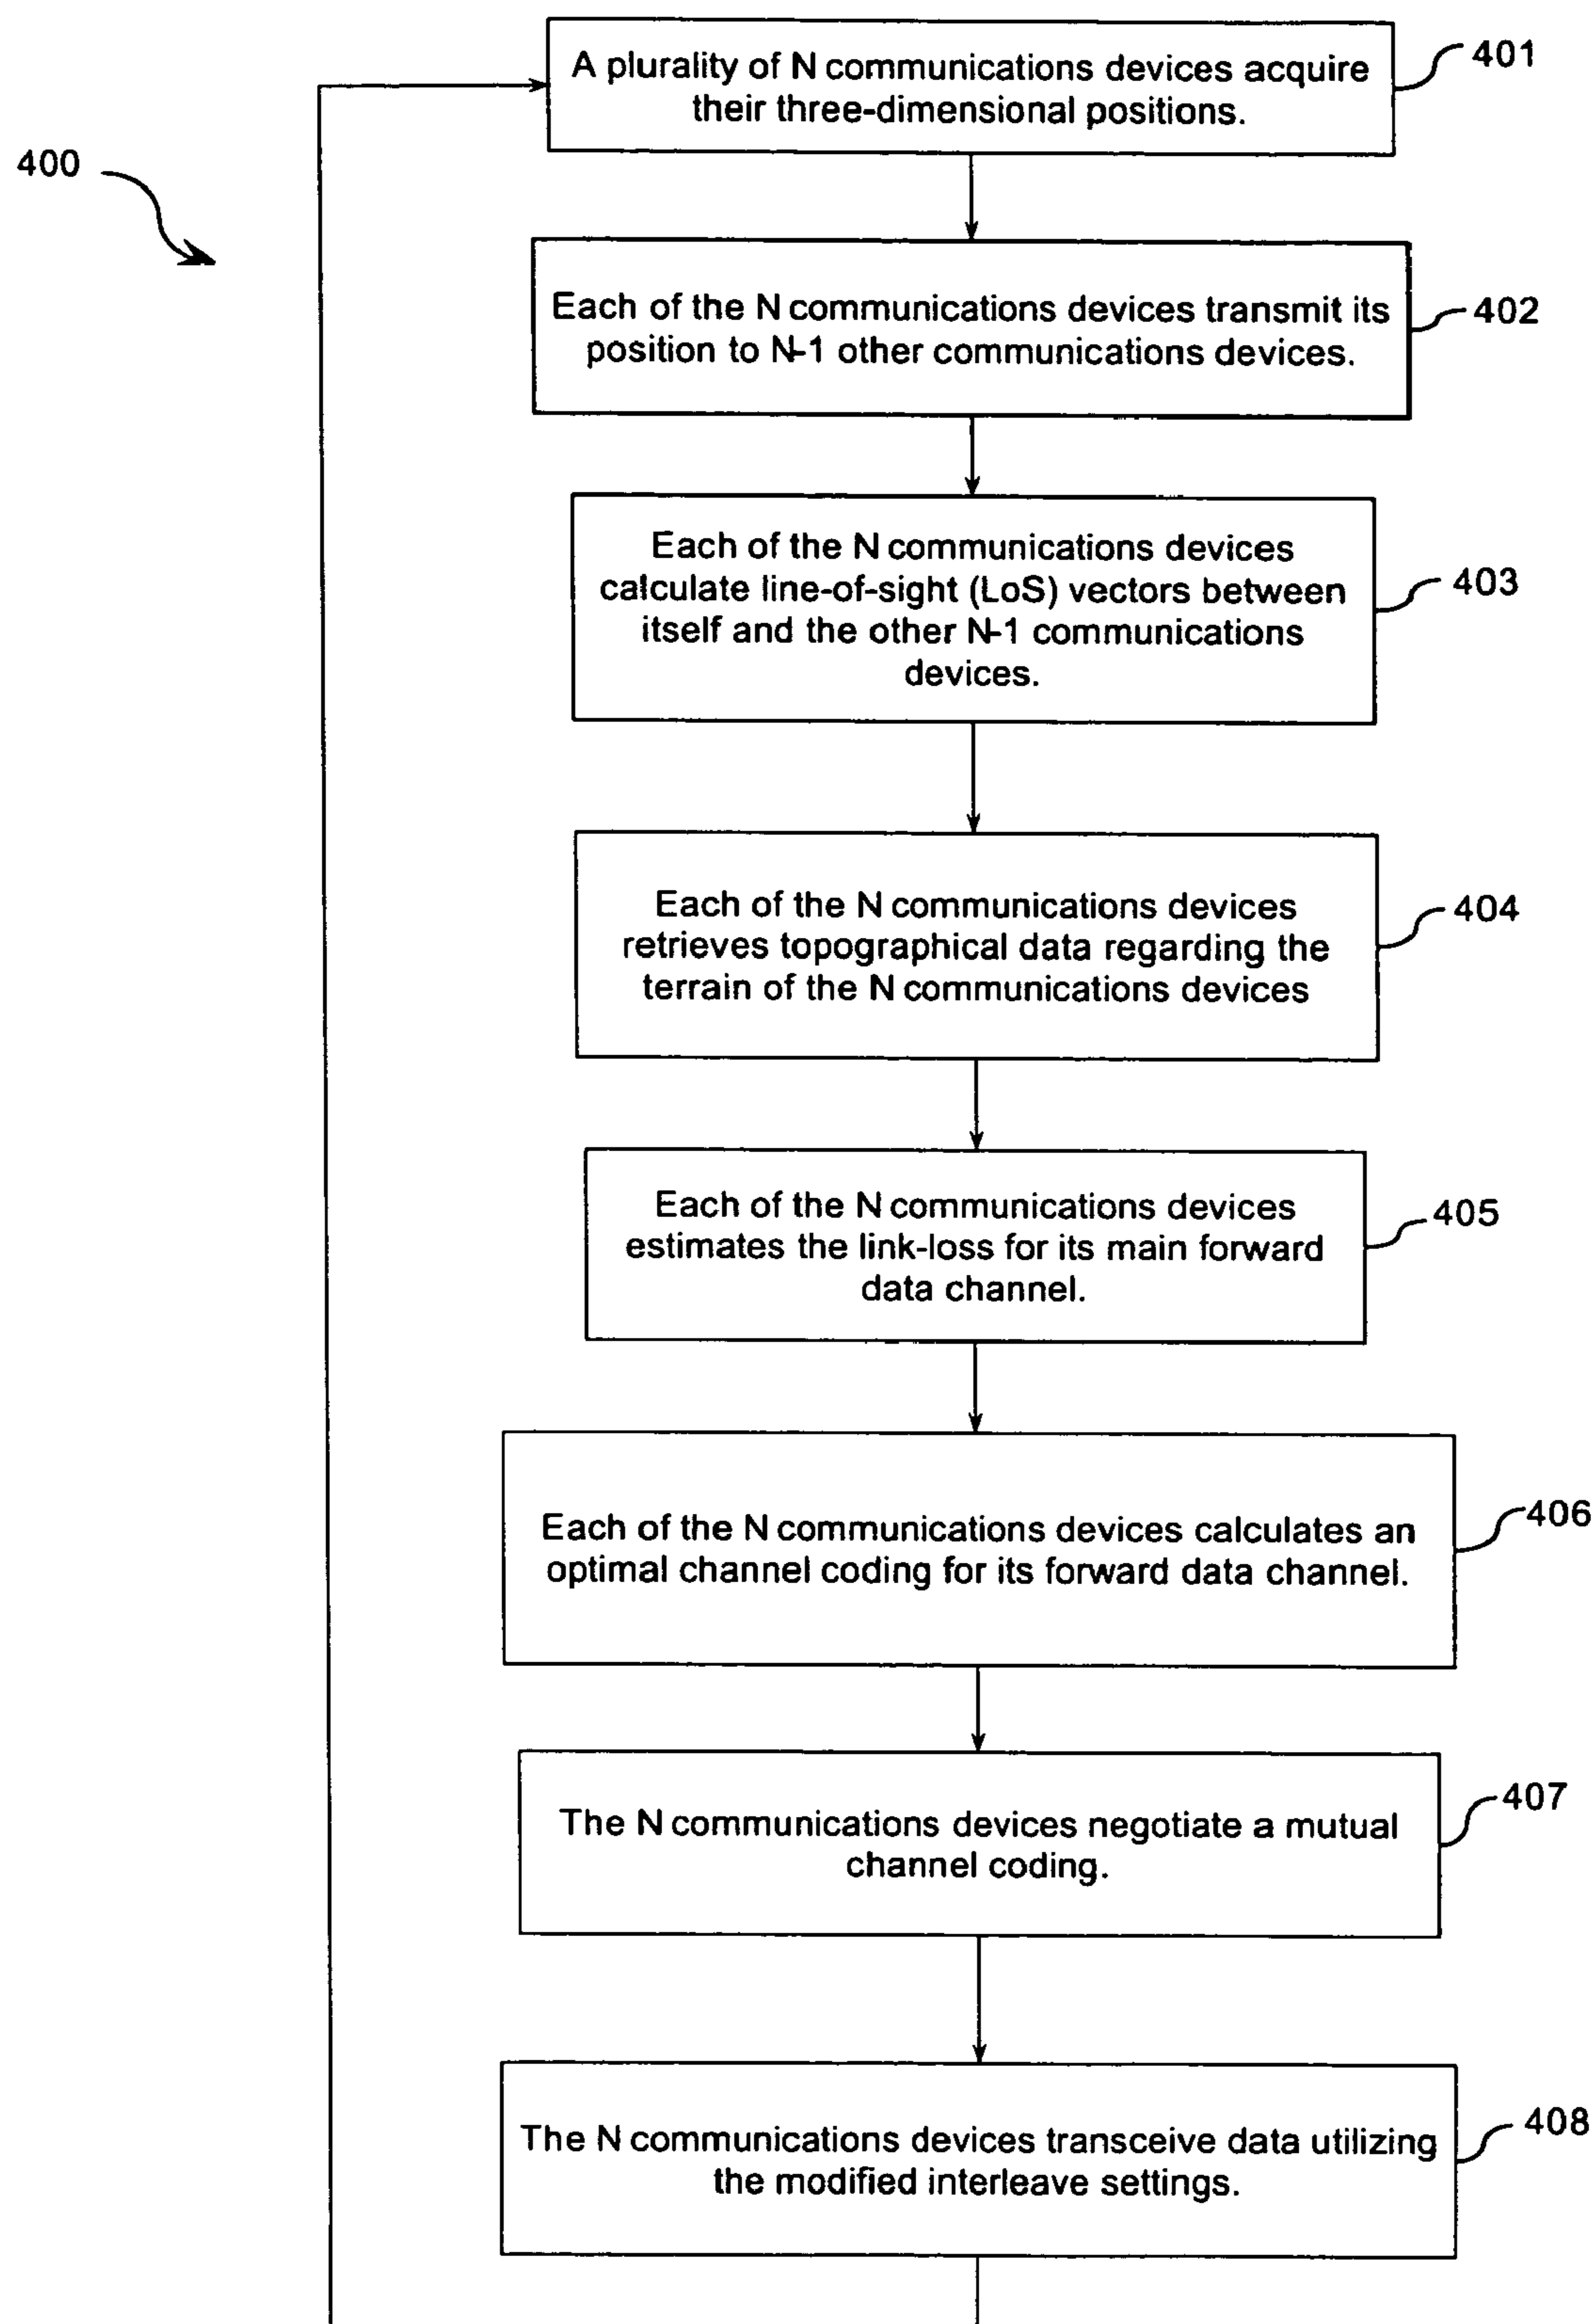 A plurality of N communications devices acquire
their three-dimensional positions.
401
400
Each of the N communications devices transmit its
position to N-1 other communications devices.
402
Each of the N communications devices
calculate line-of-sight (LoS) vectors between
itself and the other N-1 communications
devices.
403
Each of the N communications devices
retrieves topographical data regarding the
terrain of the N communications devices
404
Each of the N communications devices
estimates the link-loss for its main forward
data channel.
405
Each of the N communications devices calculates an
optimal channel coding for its forward data channel.
406
The N communications devices negotiate a mutual
channel coding.
407
The N communications devices transceive data utilizing
the modified interleave settings.
408